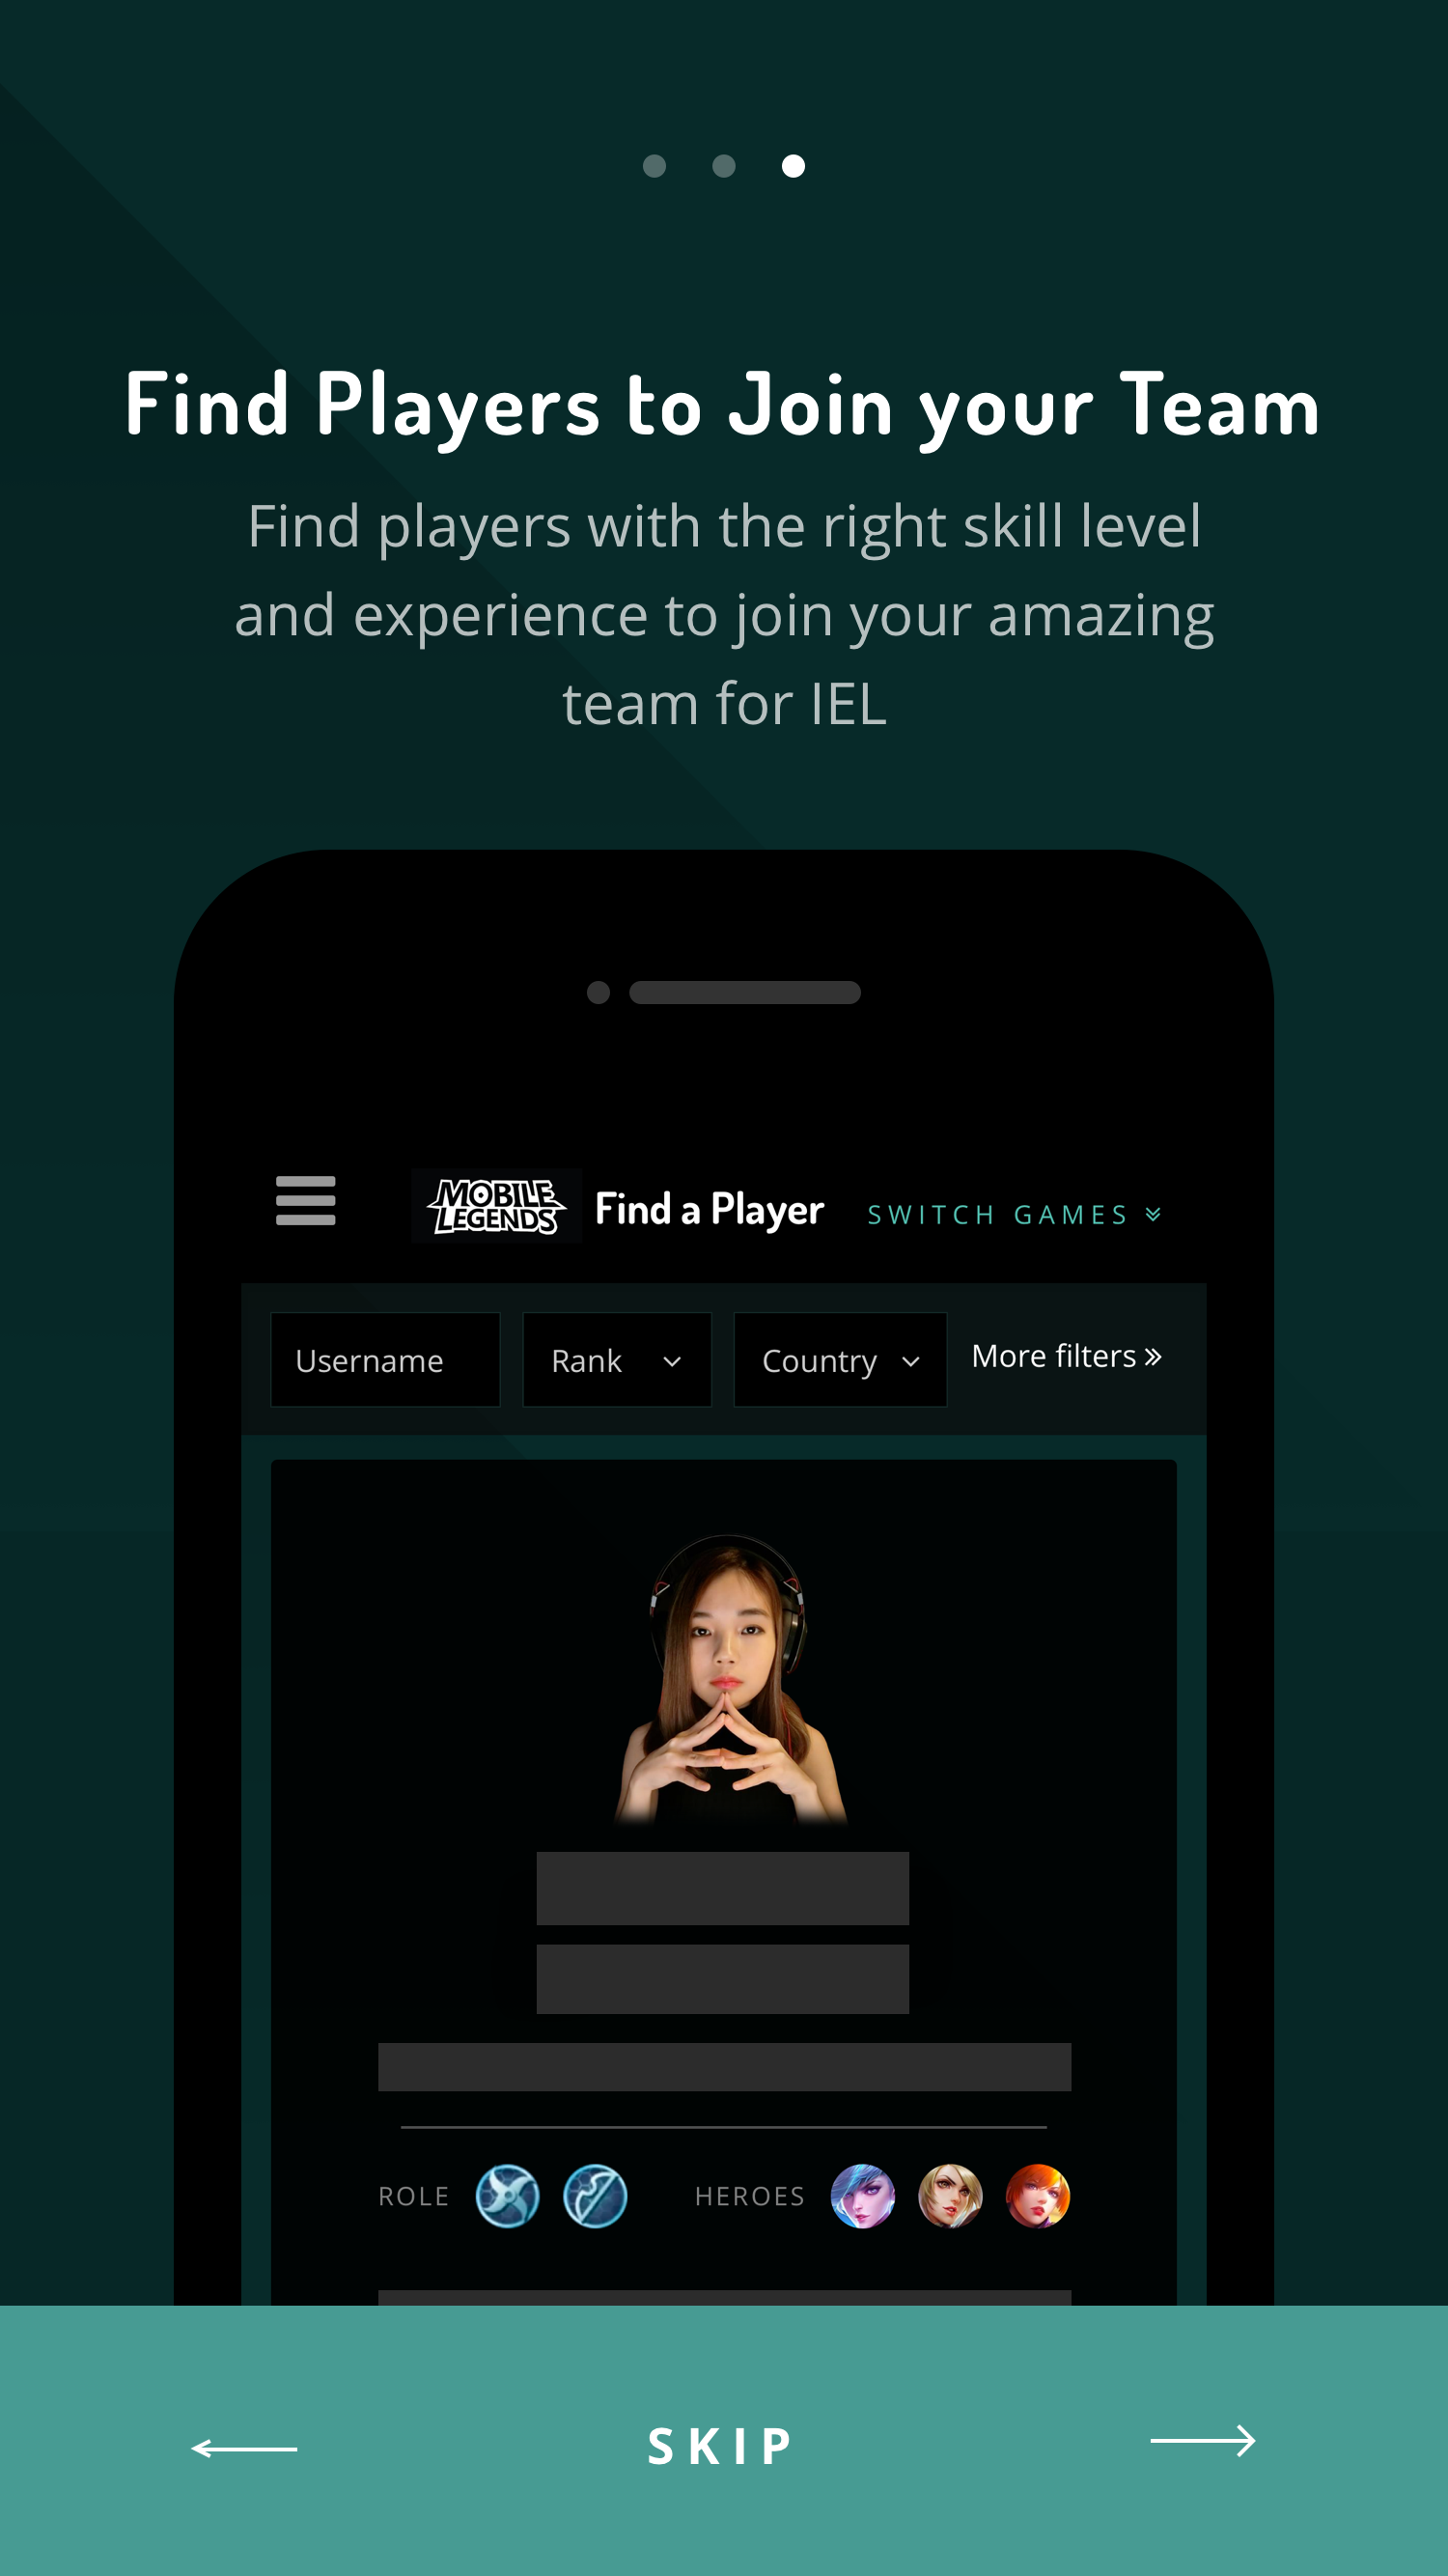 Find Players to Join your Team
Find players with the right skill level
and experience to join your amazing
team for IEL
MOBILE
LEGENDS
Find a Player
SWITCH GAMES
Username
Rank
Country
More filters
ROLE
HEROES
SKIP